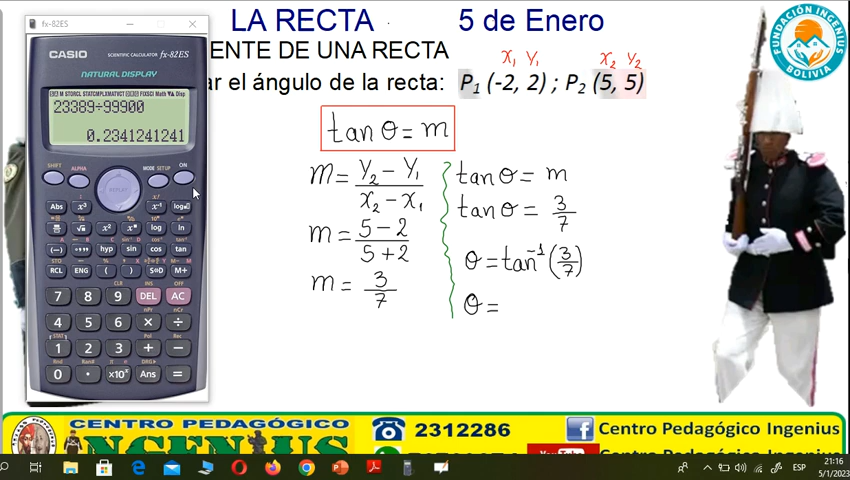 LA RECTA 5 de Enero
ENTE DE UNA RECTA
ar el ángulo de la recta: P1 (-2, 2) ; P2 (5, 5)
x₁ y₁ x₂ y₂
tan θ = m
m = y₂ − y₁ / x₂ − x₁
m = 5 − 2 / 5 + 2
m = 3/7
tan θ = m
tan θ = 3/7
θ = tan⁻¹(3/7)
θ =
fx-82ES
CASIO SCIENTIFIC CALCULATOR fx-82ES
NATURAL DISPLAY
23389÷99900
0.2341241241
SHIFT ALPHA REPLAY MODE SETUP ON
Abs x³ x⁻¹ log
√ x² log ln
(−) hyp sin cos tan
RCL ENG ( ) S⇔D M+
7 8 9 DEL AC
4 5 6 × ÷
1 2 3 + −
0 . ×10ˣ Ans =
FUNDACIÓN INGENIUS
BOLIVIA
CENTRO PEDAGÓGICO
INGENIUS
2312286
Centro Pedagógico Ingenius
YouTube
ESP
21:16
5/1/2023